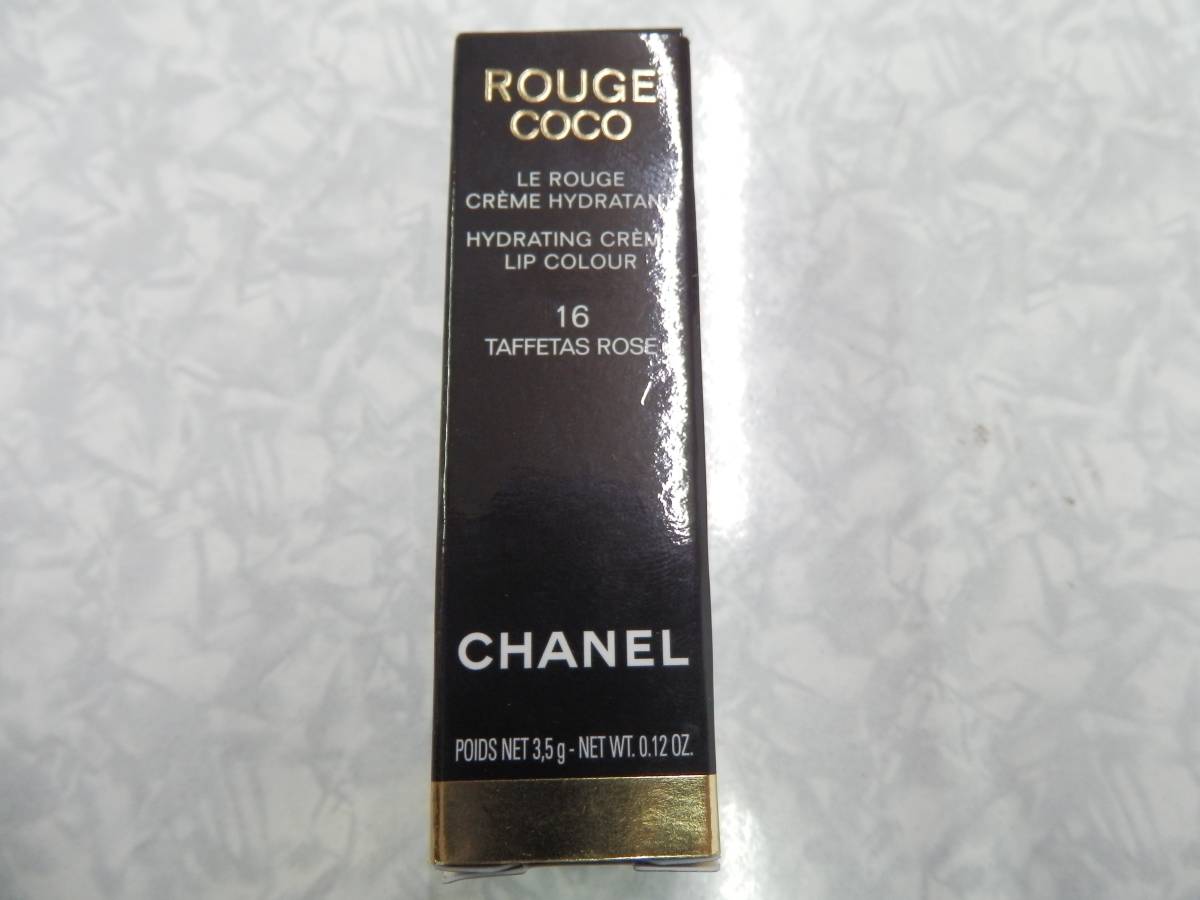 ROUGE
COCO
LE ROUGE
CRÈME HYDRATANT
HYDRATING CRÈME
LIP COLOUR
16
TAFFETAS ROSE
CHANEL
POIDS NET 3,5 g - NET WT. 0.12 OZ.